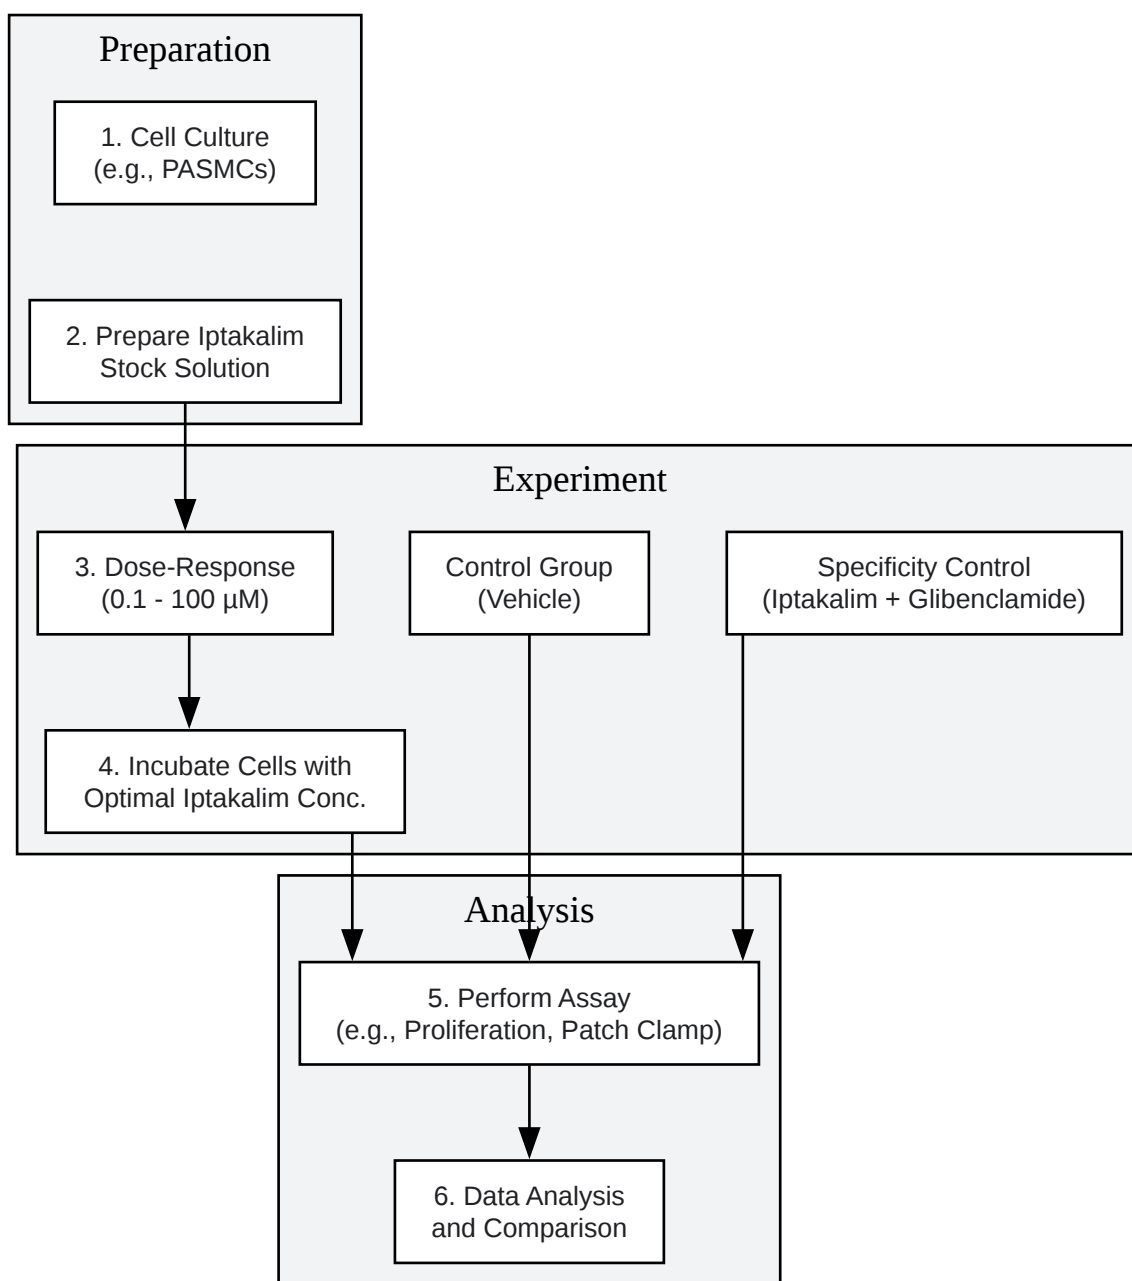 Preparation
1. Cell Culture
(e.g., PASMCs)
2. Prepare Iptakalim
Stock Solution
Experiment
3. Dose-Response
(0.1 - 100 µM)
Control Group
(Vehicle)
Specificity Control
(Iptakalim + Glibenclamide)
4. Incubate Cells with
Optimal Iptakalim Conc.
Analysis
5. Perform Assay
(e.g., Proliferation, Patch Clamp)
6. Data Analysis
and Comparison